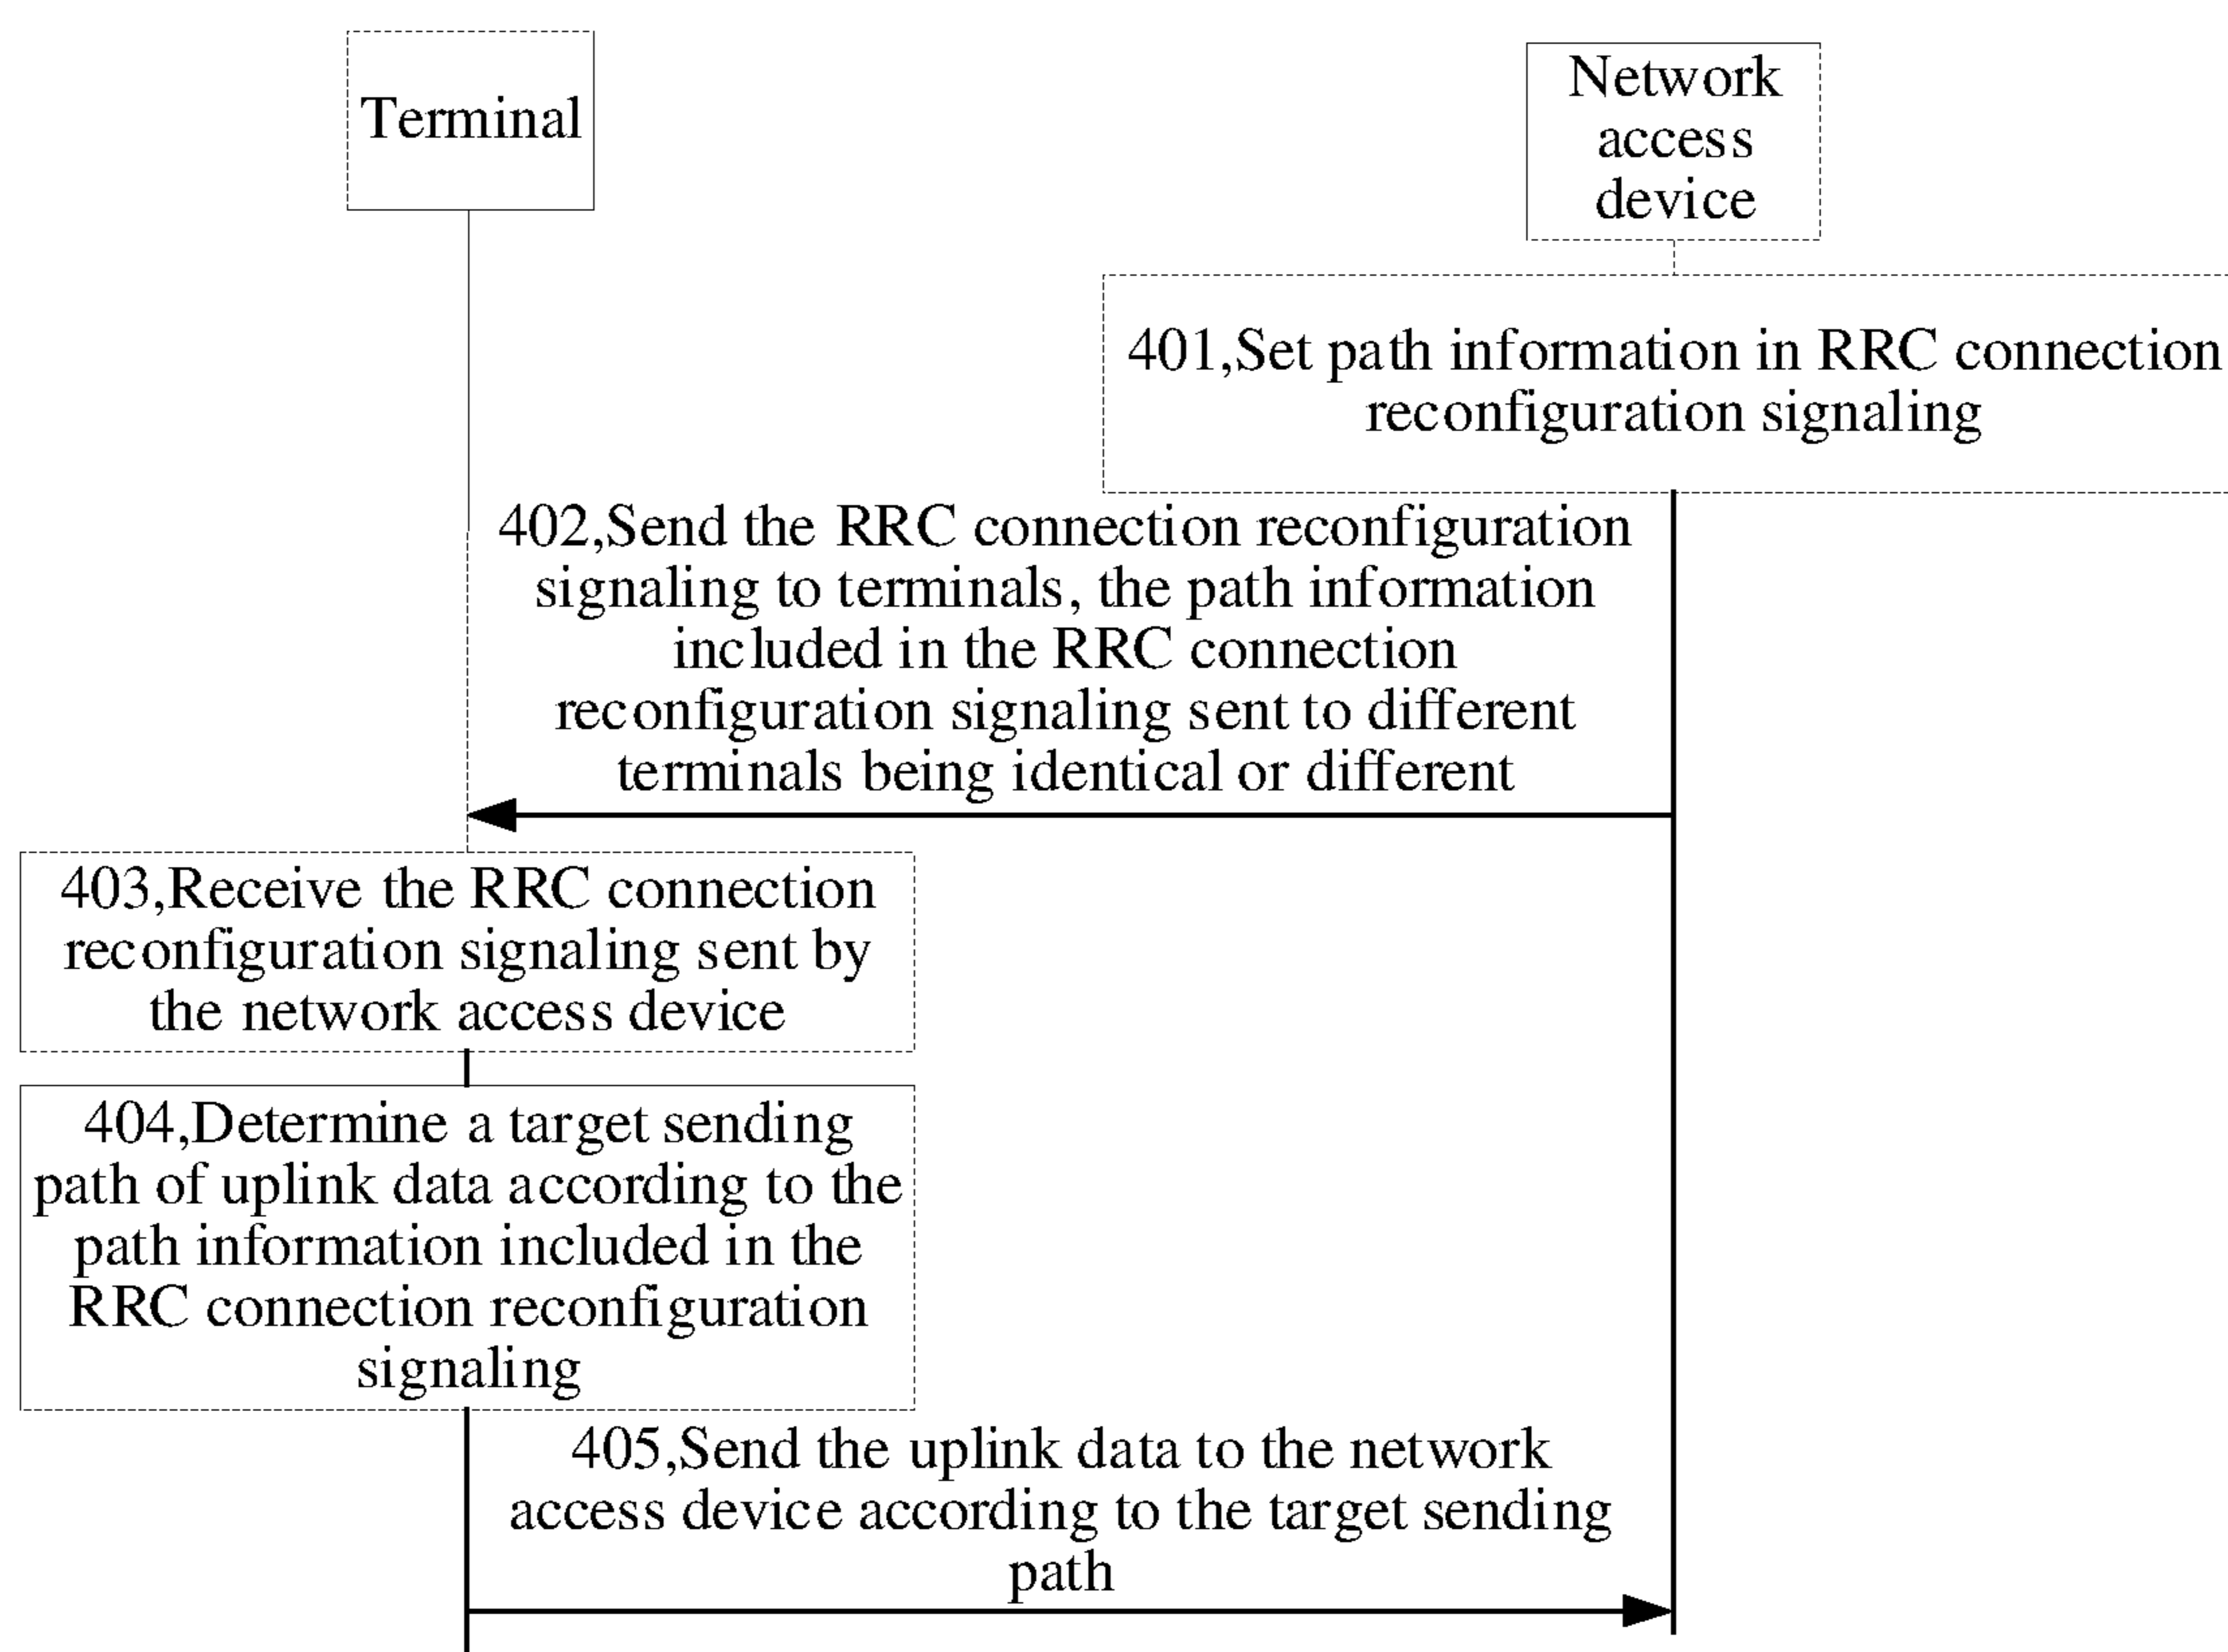 Terminal
Network
access
device
401,Set path information in RRC connection
reconfiguration signaling
402,Send the RRC connection reconfiguration
signaling to terminals, the path information
included in the RRC connection
reconfiguration signaling sent to different
terminals being identical or different
403,Receive the RRC connection
reconfiguration signaling sent by
the network access device
404,Determine a target sending
path of uplink data according to the
path information included in the
RRC connection reconfiguration
signaling
405,Send the uplink data to the network
access device according to the target sending
path